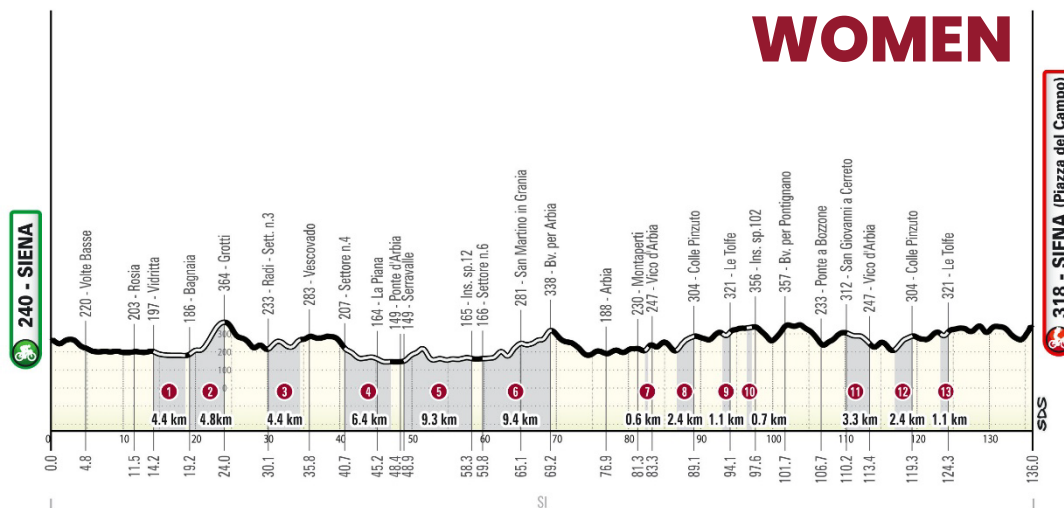 WOMEN
240 - SIENA
220 - Volte Basse
203 - Rosia
197 - Vidritta
186 - Bagnaia
364 - Grotti
233 - Radi - Sett. n.3
283 - Vescovado
207 - Settore n.4
164 - La Piana
149 - Ponte d'Arbia
149 - Serravalle
165 - Ins. sp.12
166 - Settore n.6
281 - San Martino in Grania
338 - Bv. per Arbia
188 - Arbia
230 - Montaperti
247 - Vico d'Arbia
304 - Colle Pinzuto
321 - Le Tolfe
356 - Ins. sp.102
357 - Bv. per Pontignano
233 - Ponte a Bozzone
312 - San Giovanni a Cerreto
247 - Vico d'Arbia
304 - Colle Pinzuto
321 - Le Tolfe
318 - SIENA (Piazza del Campo)
300
200
100
0
1 2 3 4 5 6 7 8 9 10 11 12 13
4.4 km 4.8km 4.4 km 6.4 km 9.3 km 9.4 km 0.6 km 2.4 km 1.1 km 0.7 km 3.3 km 2.4 km 1.1 km
SDS
0 10 20 30 40 50 60 70 80 90 100 110 120 130
0.0 4.8 11.5 14.2 19.2 24.0 30.1 35.8 40.7 45.2 48.4 48.9 58.3 59.8 65.1 69.2 76.9 81.3 83.3 89.1 94.1 97.6 101.7 106.7 110.2 113.4 119.3 124.3 136.0
SI